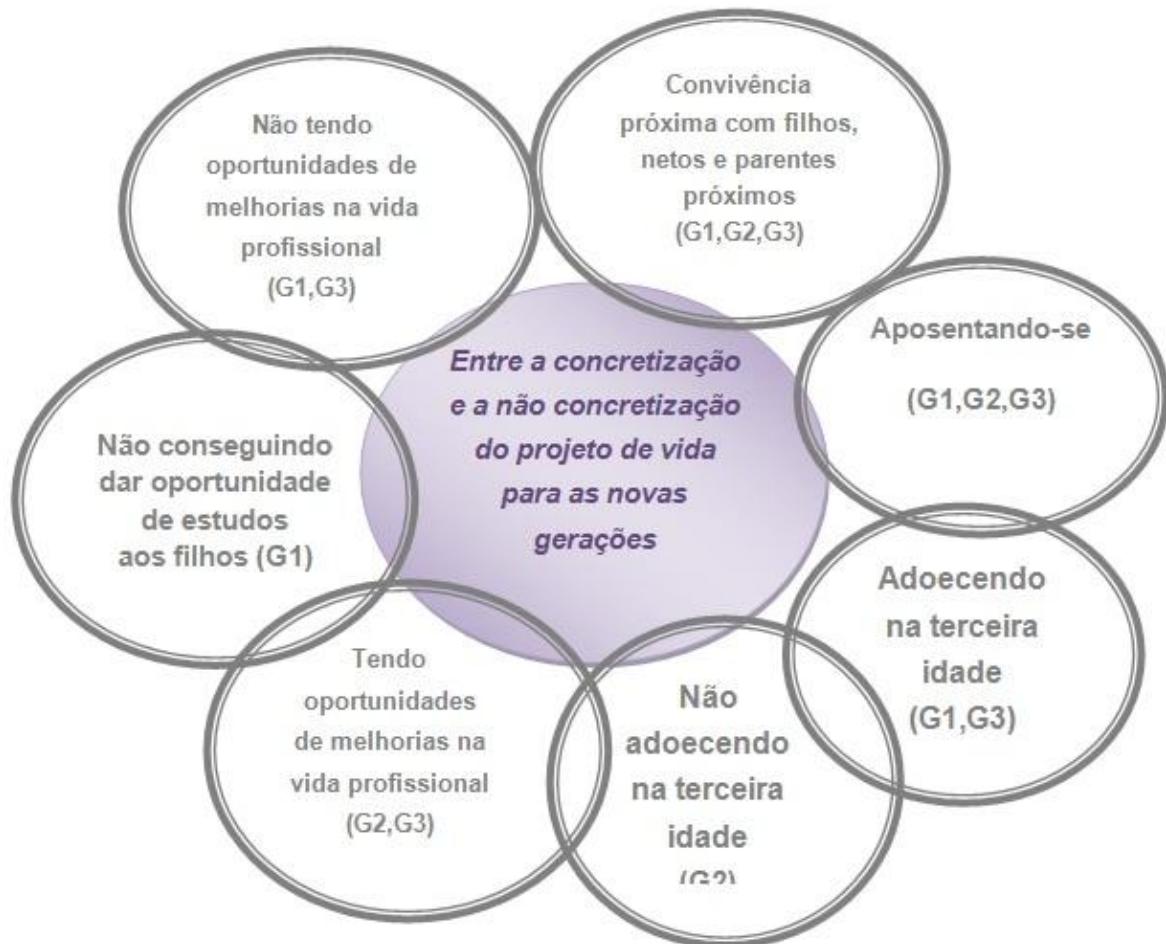 Não tendo
oportunidades de
melhorias na vida
profissional
(G1,G3)
Convivência
próxima com filhos,
netos e parentes
próximos
(G1,G2,G3)
Aposentando-se
(G1,G2,G3)
Entre a concretização
e a não concretização
do projeto de vida
para as novas
gerações
Não conseguindo
dar oportunidade
de estudos
aos filhos (G1)
Adoecendo
na terceira
idade
(G1,G3)
Tendo
oportunidades
de melhorias na
vida profissional
(G2,G3)
Não
adoecendo
na terceira
idade
(G2)